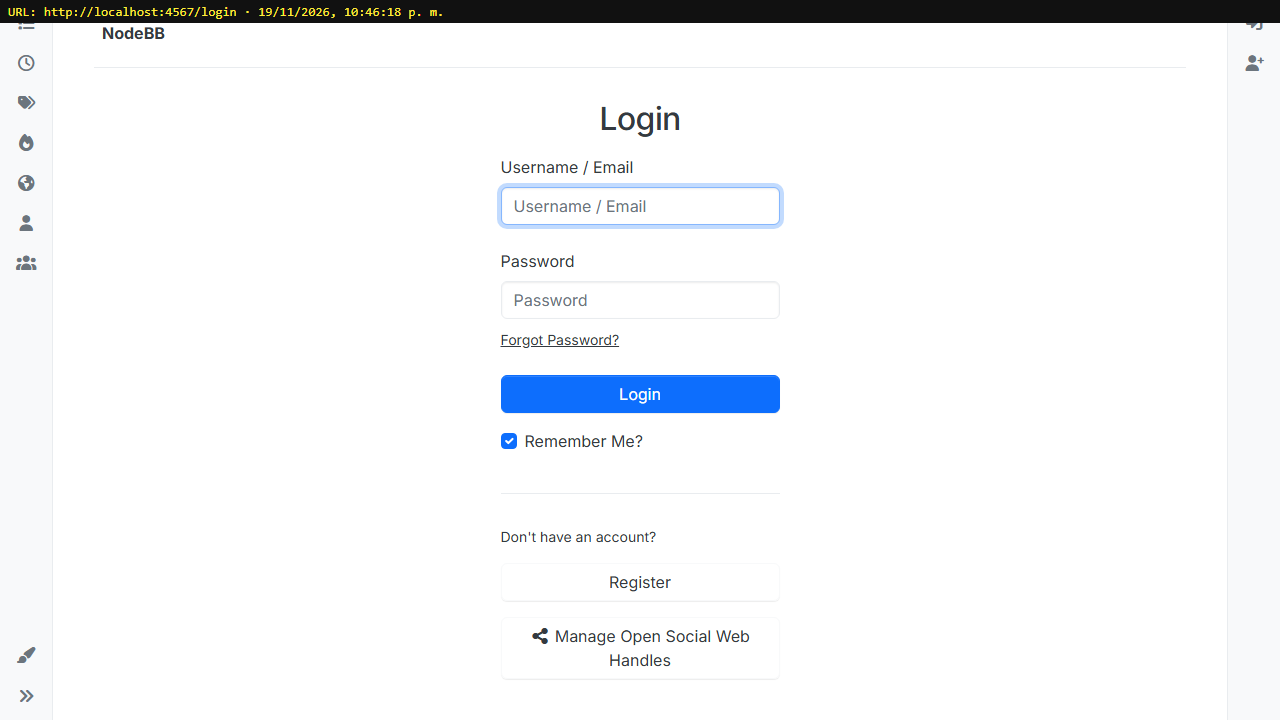 URL: http://localhost:4567/login · 19/11/2026, 10:46:18 p. m.
NodeBB
Login
Username / Email
Username / Email
Password
Password
Forgot Password?
Login
Remember Me?
Don't have an account?
Register
Manage Open Social Web
Handles